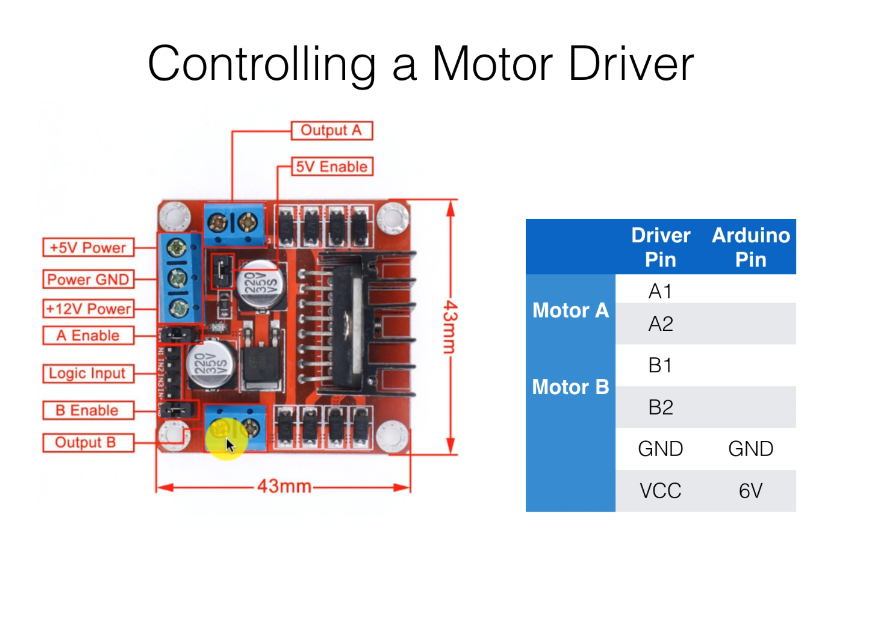 Controlling a Motor Driver
Output A
5V Enable
+5V Power
Power GND
+12V Power
A Enable
Logic Input
B Enable
Output B
220
35V
VS
220
35V
VS
43mm
43mm
Driver Pin
Arduino Pin
Motor A
A1
A2
Motor B
B1
B2
GND
GND
VCC
6V